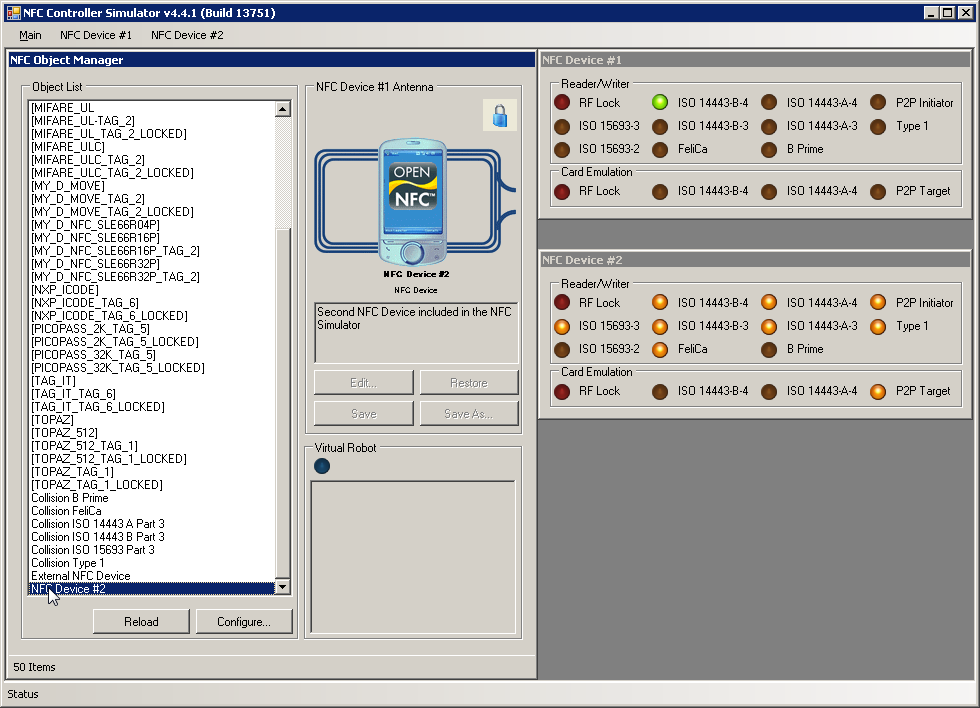 NFC Controller Simulator v4.4.1 (Build 13751)
Main NFC Device #1 NFC Device #2
NFC Object Manager
Object List
[MIFARE_UL
[MIFARE_UL-TAG_2]
[MIFARE_UL_TAG_2_LOCKED]
[MIFARE_ULC]
[MIFARE_ULC_TAG_2]
[MIFARE_ULC_TAG_2_LOCKED]
[MY_D_MOVE]
[MY_D_MOVE_TAG_2]
[MY_D_MOVE_TAG_2_LOCKED]
[MY_D_NFC_SLE66R04P]
[MY_D_NFC_SLE66R16P]
[MY_D_NFC_SLE66R16P_TAG_2]
[MY_D_NFC_SLE66R32P]
[MY_D_NFC_SLE66R32P_TAG_2]
[NXP_ICODE]
[NXP_ICODE_TAG_6]
[NXP_ICODE_TAG_6_LOCKED]
[PICOPASS_2K_TAG_5]
[PICOPASS_2K_TAG_5_LOCKED]
[PICOPASS_32K_TAG_5]
[PICOPASS_32K_TAG_5_LOCKED]
[TAG_IT]
[TAG_IT_TAG_6]
[TAG_IT_TAG_6_LOCKED]
[TOPAZ]
[TOPAZ_512]
[TOPAZ_512_TAG_1]
[TOPAZ_512_TAG_1_LOCKED]
[TOPAZ_TAG_1]
[TOPAZ_TAG_1_LOCKED]
Collision B Prime
Collision FeliCa
Collision ISO 14443 A Part 3
Collision ISO 14443 B Part 3
Collision ISO 15693 Part 3
Collision Type 1
External NFC Device
NFC Device #2
Reload Configure...
50 Items
Status
NFC Device #1 Antenna
OPEN
NFC™
NFC Device #2
NFC Device
Second NFC Device included in the NFC
Simulator
Edit... Restore
Save Save As...
Virtual Robot
NFC Device #1
Reader/Writer
RF Lock ISO 14443-B-4 ISO 14443-A-4 P2P Initiator
ISO 15693-3 ISO 14443-B-3 ISO 14443-A-3 Type 1
ISO 15693-2 FeliCa B Prime
Card Emulation
RF Lock ISO 14443-B-4 ISO 14443-A-4 P2P Target
NFC Device #2
Reader/Writer
RF Lock ISO 14443-B-4 ISO 14443-A-4 P2P Initiator
ISO 15693-3 ISO 14443-B-3 ISO 14443-A-3 Type 1
ISO 15693-2 FeliCa B Prime
Card Emulation
RF Lock ISO 14443-B-4 ISO 14443-A-4 P2P Target